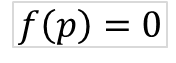 f(p) = 0